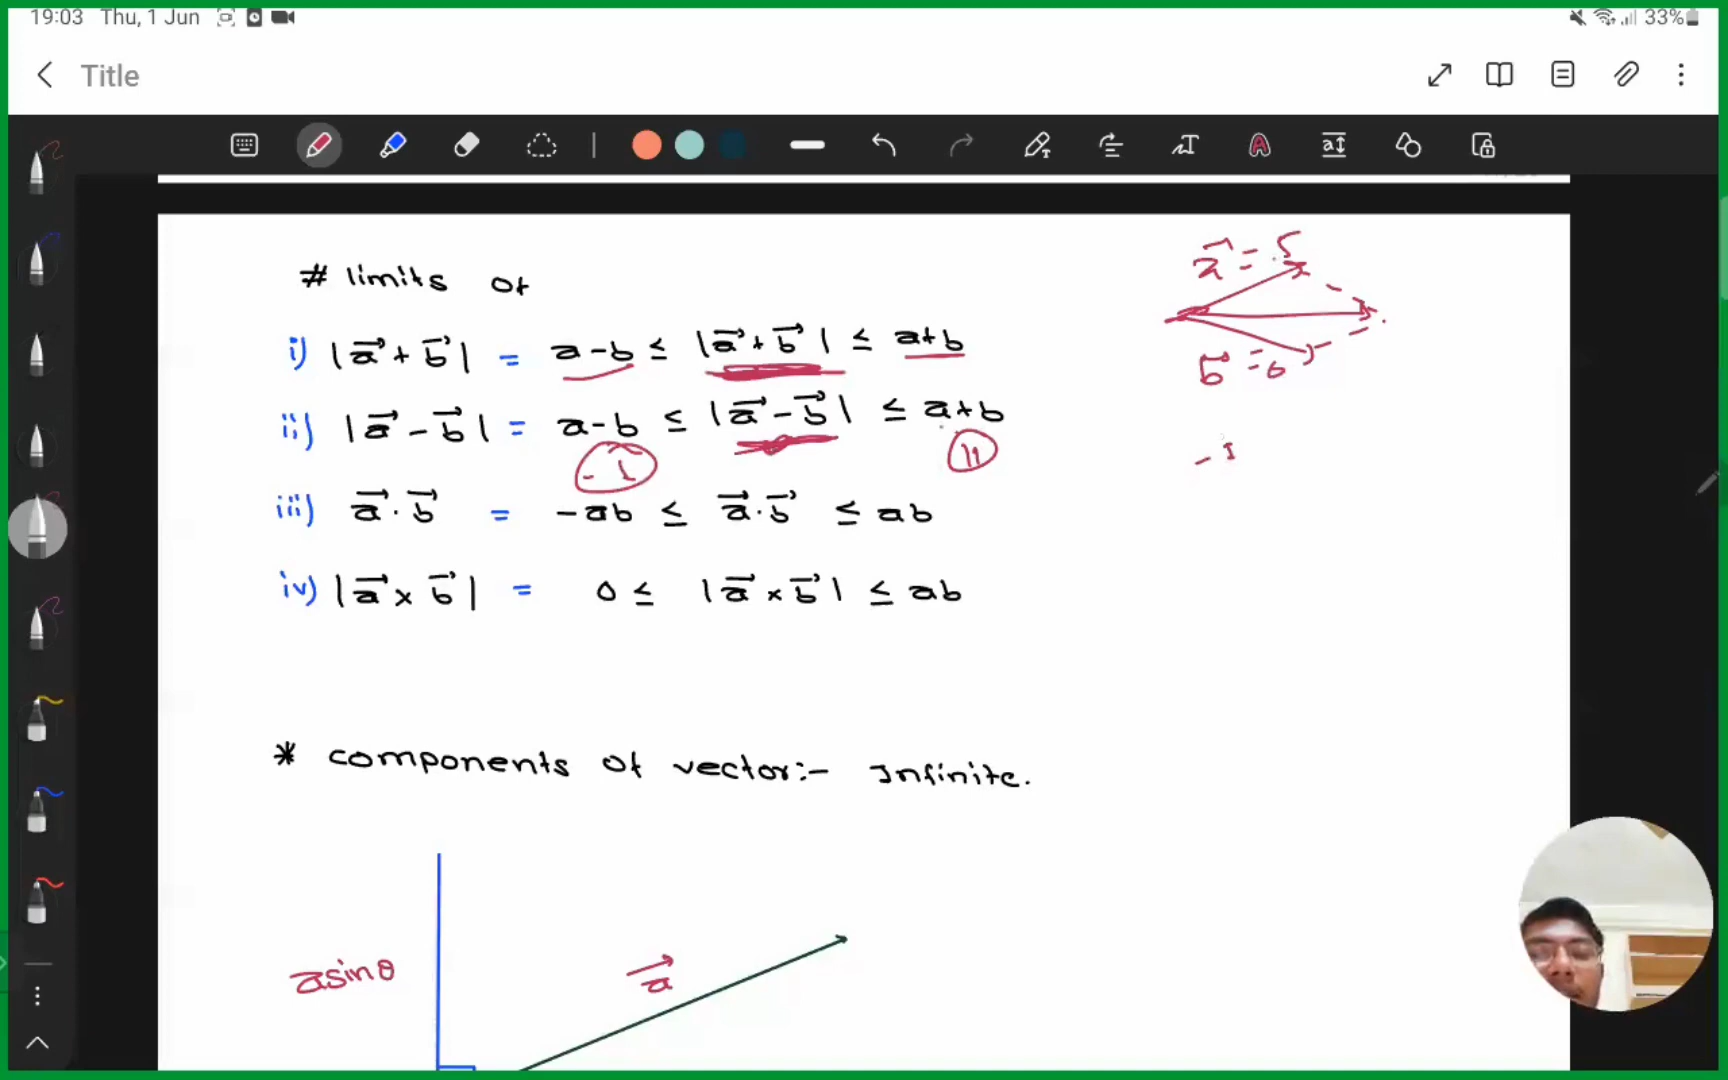 19:03 Thu, 1 Jun
33%
Title
# limits of
a⃗ = 5
i) |a⃗ + b⃗| = a-b ≤ |a⃗ + b⃗| ≤ a+b
b⃗ = 6
ii) |a⃗ - b⃗| = a-b ≤ |a⃗ - b⃗| ≤ a+b
- 1
11
- 1
iii) a⃗ . b⃗ = -ab ≤ a⃗ . b⃗ ≤ ab
iv) |a⃗ x b⃗| = 0 ≤ |a⃗ x b⃗| ≤ ab
* components of vector:- Infinite.
asinθ
a⃗